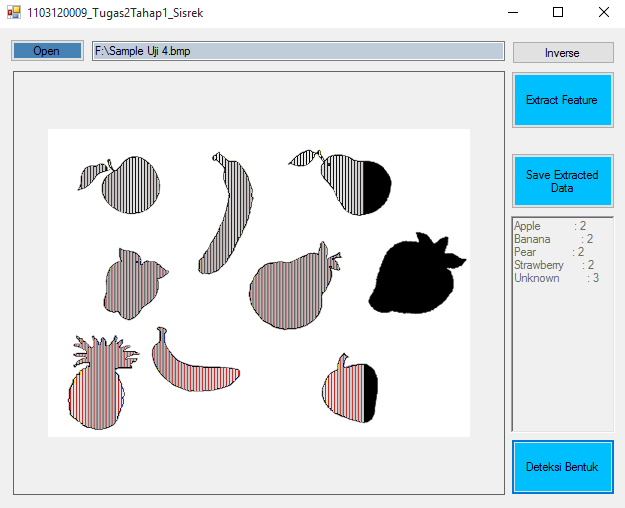 1103120009_Tugas2Tahap1_Sisrek
Open
F:\Sample Uji 4.bmp
Inverse
Extract Feature
Save Extracted
Data
Apple : 2
Banana : 2
Pear : 2
Strawberry : 2
Unknown : 3
Deteksi Bentuk